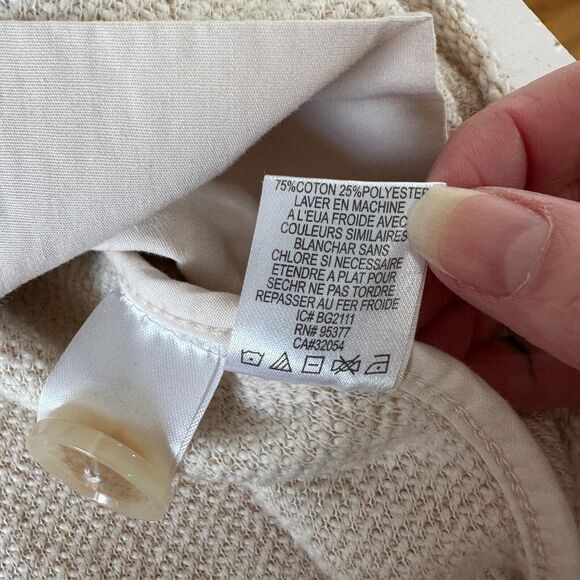 75%COTON 25%POLYESTER
LAVER EN MACHINE
A L'EUA FROIDE AVEC
COULEURS SIMILAIRES
BLANCHAR SANS
CHLORE SI NECESSAIRE
ETENDRE A PLAT POUR
SECHR NE PAS TORDRE
REPASSER AU FER FROIDE
IC# BG2111
RN# 95377
CA#32054